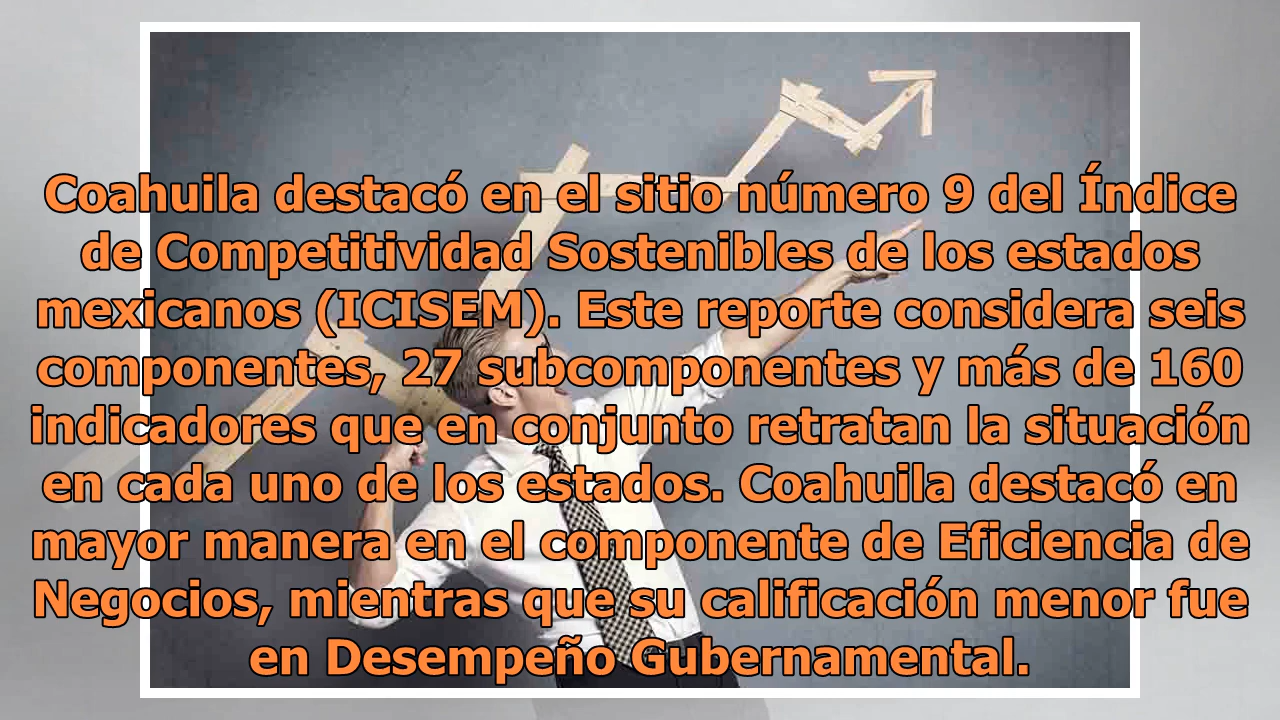 Coahuila destacó en el sitio número 9 del Índice
de Competitividad Sostenibles de los estados
mexicanos (ICISEM). Este reporte considera seis
componentes, 27 subcomponentes y más de 160
indicadores que en conjunto retratan la situación
en cada uno de los estados. Coahuila destacó en
mayor manera en el componente de Eficiencia de
Negocios, mientras que su calificación menor fue
en Desempeño Gubernamental.